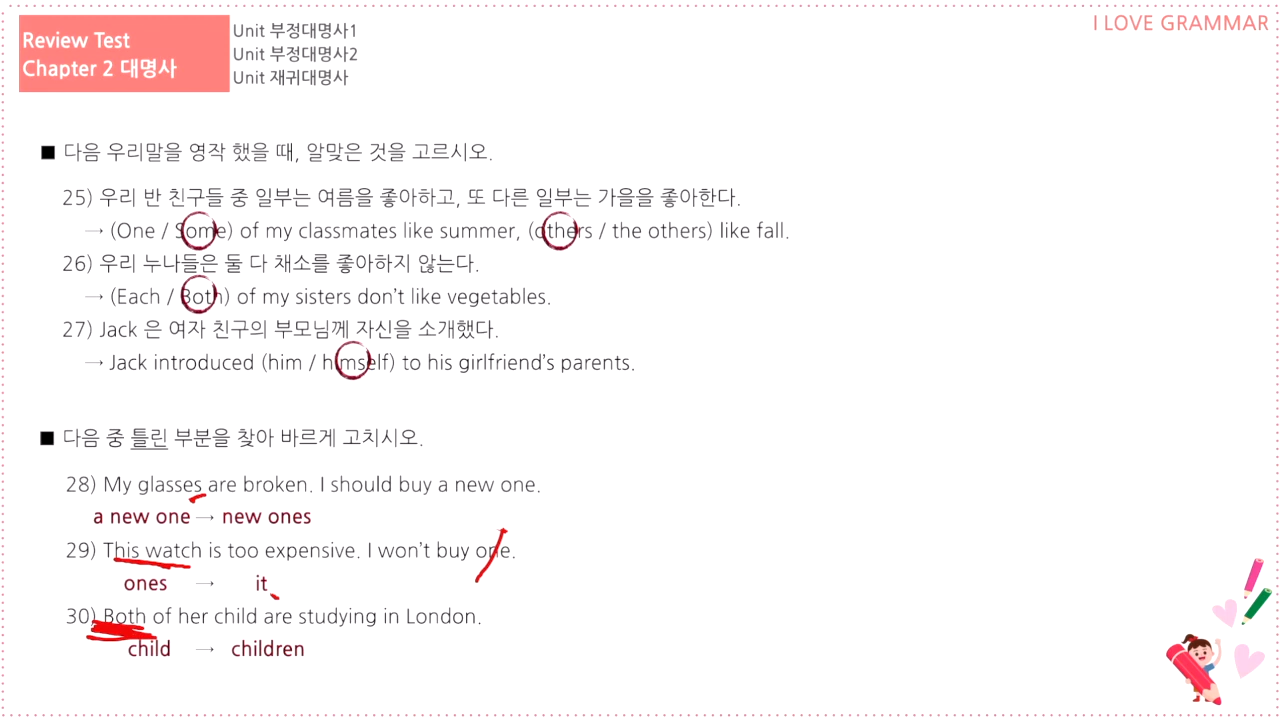 Review Test
Chapter 2 대명사
Unit 부정대명사1
Unit 부정대명사2
Unit 재귀대명사
I LOVE GRAMMAR
■ 다음 우리말을 영작 했을 때, 알맞은 것을 고르시오.
25) 우리 반 친구들 중 일부는 여름을 좋아하고, 또 다른 일부는 가을을 좋아한다.
→ (One / Some) of my classmates like summer, (others / the others) like fall.
26) 우리 누나들은 둘 다 채소를 좋아하지 않는다.
→ (Each / Both) of my sisters don't like vegetables.
27) Jack 은 여자 친구의 부모님께 자신을 소개했다.
→ Jack introduced (him / himself) to his girlfriend's parents.
■ 다음 중 틀린 부분을 찾아 바르게 고치시오.
28) My glasses are broken. I should buy a new one.
a new one → new ones
29) This watch is too expensive. I won't buy one.
ones → it
30) Both of her child are studying in London.
child → children